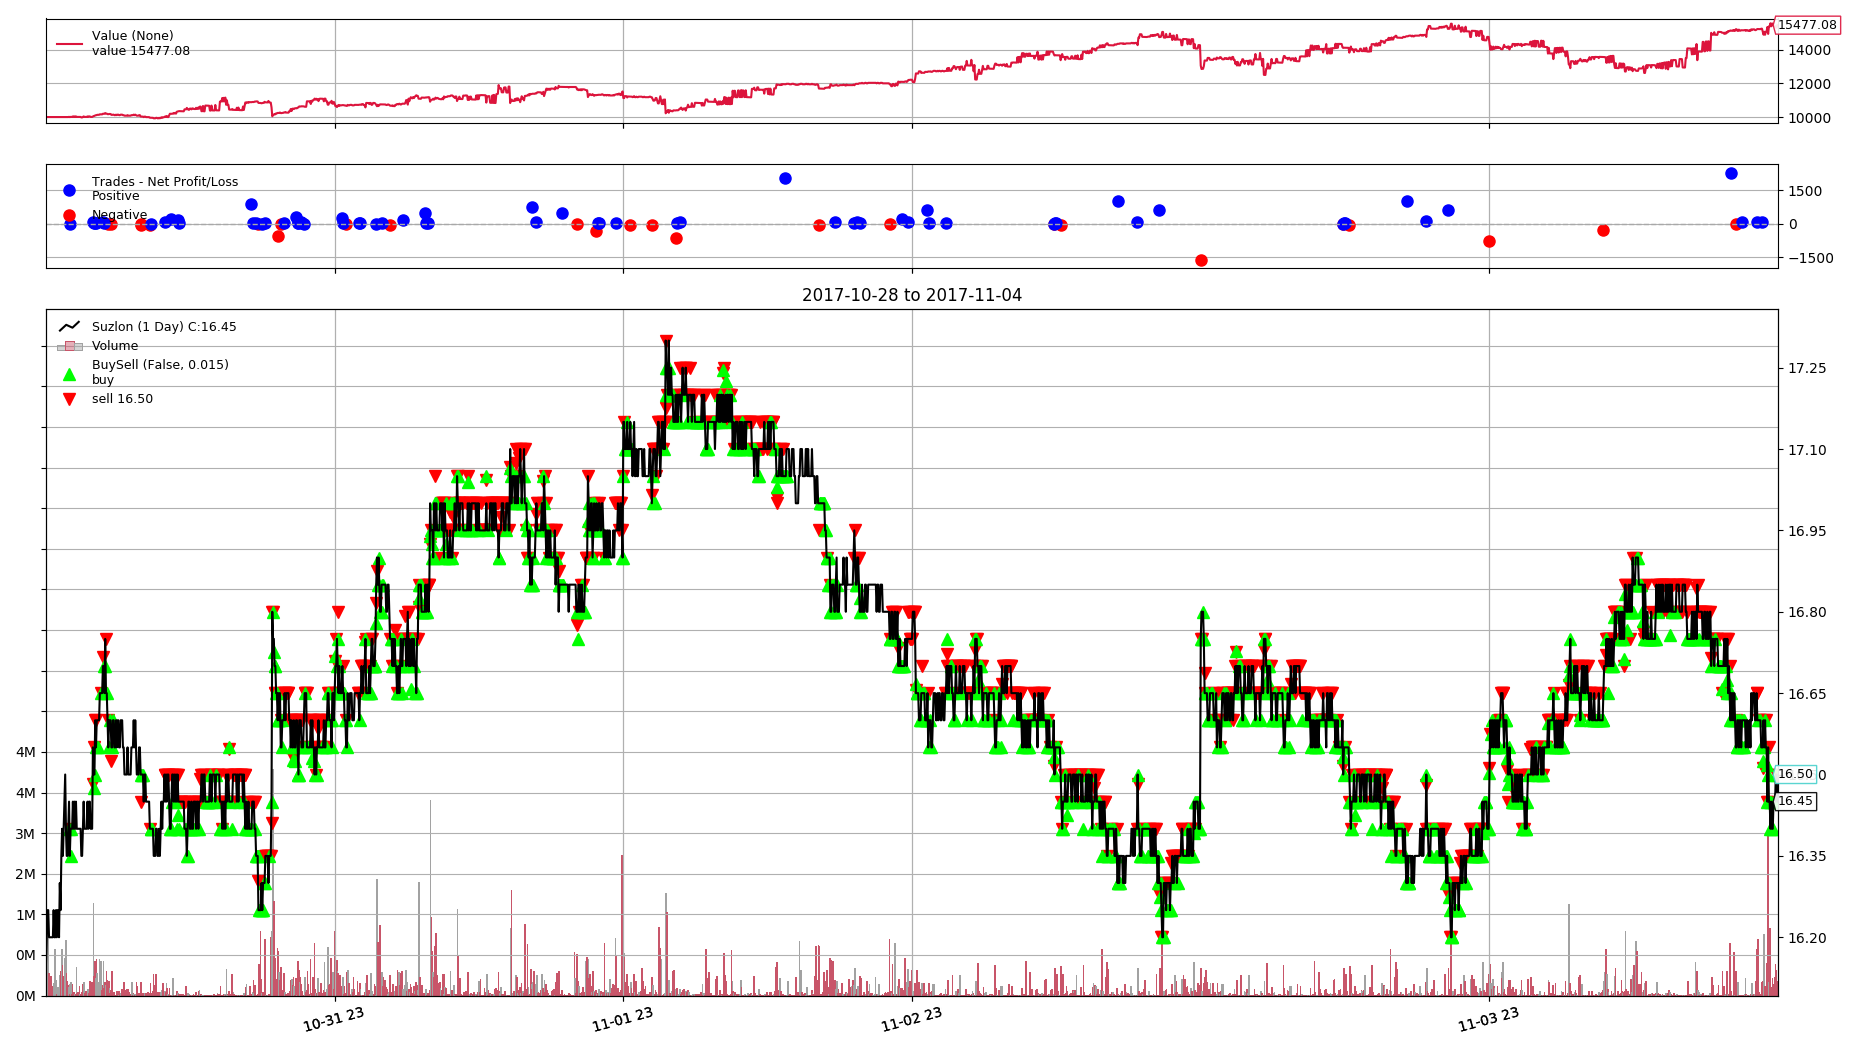 Value (None)
value 15477.08
15477.08
14000
12000
10000
Trades - Net Profit/Loss
Positive
Negative
1500
0
−1500
2017-10-28 to 2017-11-04
Suzlon (1 Day) C:16.45
Volume
BuySell (False, 0.015)
buy
sell 16.50
17.25
17.10
16.95
16.80
16.65
16.50
0
16.45
16.35
16.20
4M
4M
3M
2M
1M
0M
0M
10-31 23
11-01 23
11-02 23
11-03 23